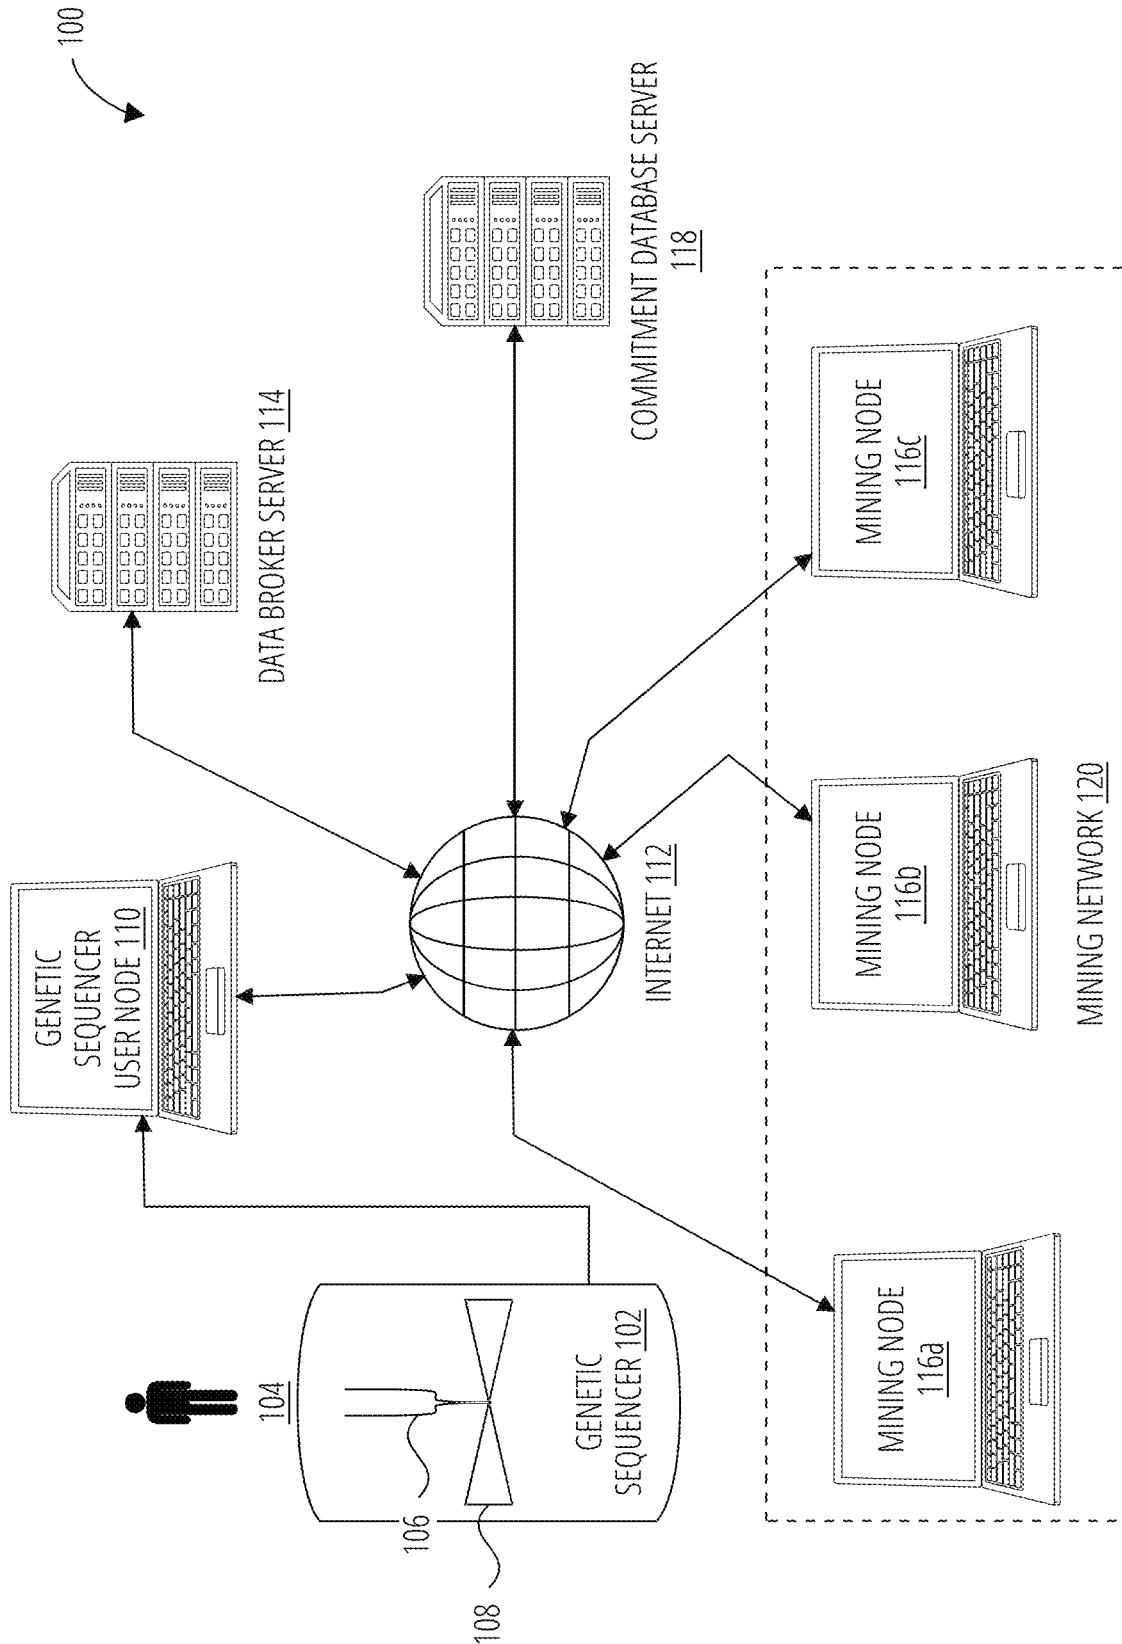 100
GENETIC
SEQUENCER
USER NODE 110
DATA BROKER SERVER 114
104
106
108
GENETIC
SEQUENCER 102
INTERNET 112
COMMITMENT DATABASE SERVER
118
MINING NODE
116a
MINING NODE
116b
MINING NODE
116c
MINING NETWORK 120